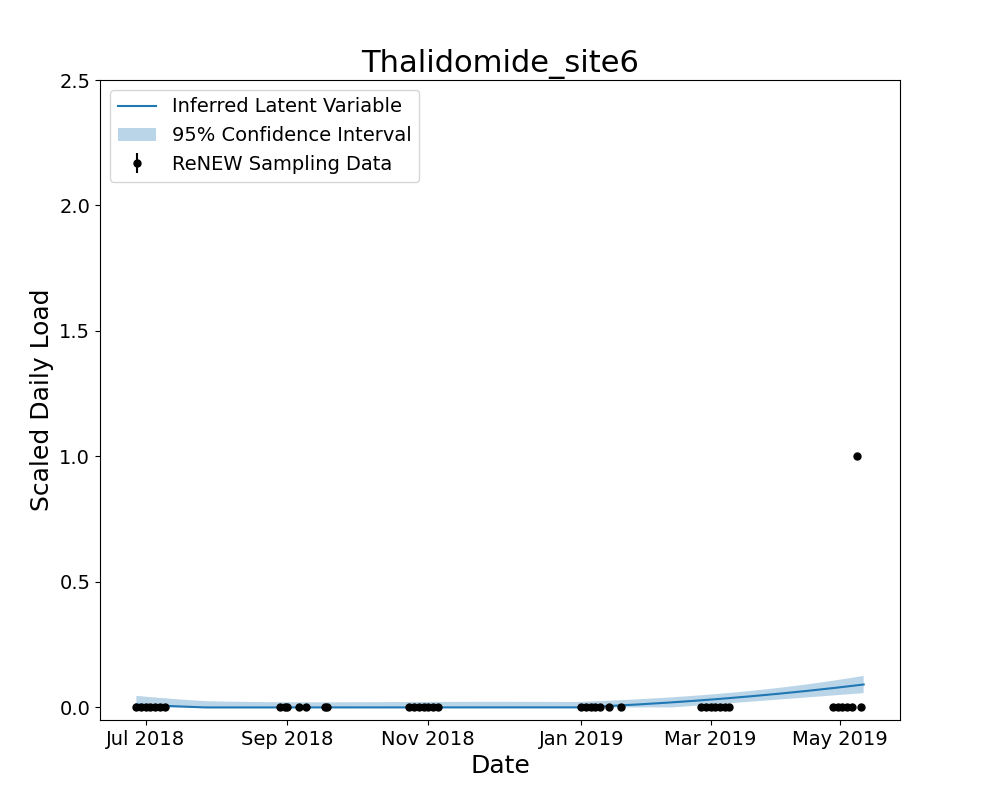 Thalidomide_site6
2.5
Inferred Latent Variable
95% Confidence Interval
ReNEW Sampling Data
2.0
1.5
1.0
0.5
0.0
Scaled Daily Load
Jul 2018 Sep 2018 Nov 2018 Jan 2019 Mar 2019 May 2019
Date